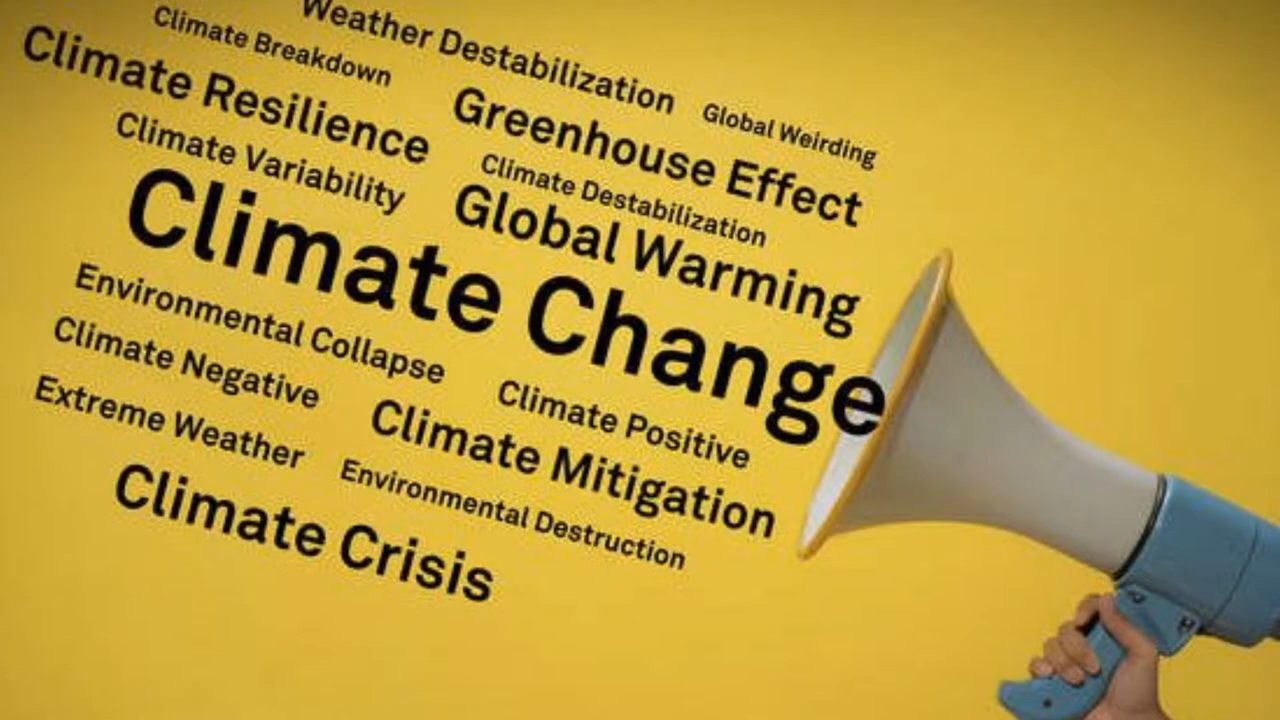 Weather Destabilization
Climate Breakdown
Global Weirding
Climate Resilience
Greenhouse Effect
Climate Variability
Climate Destabilization
Global Warming
Climate Change
Environmental Collapse
Climate Negative
Climate Positive
Extreme Weather
Climate Mitigation
Environmental Destruction
Climate Crisis